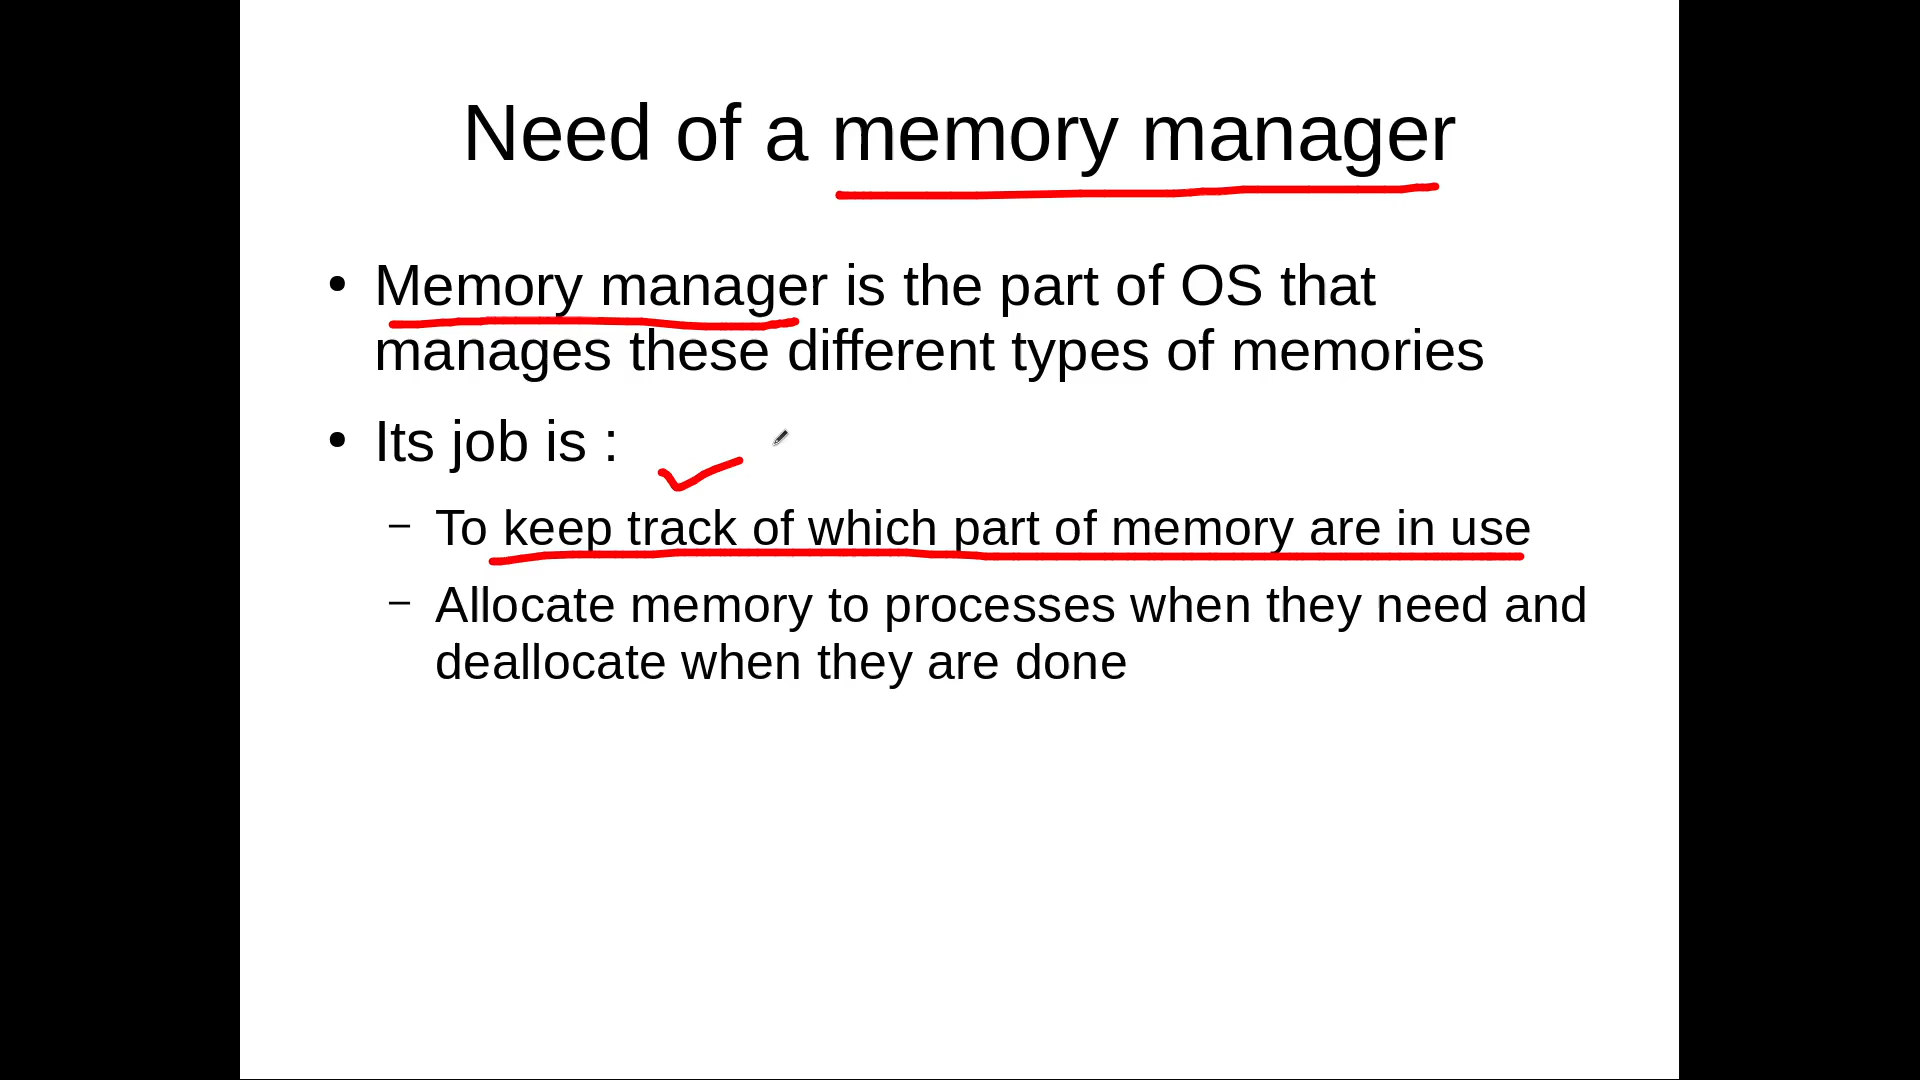 Need of a memory manager
• Memory manager is the part of OS that
manages these different types of memories
• Its job is :
– To keep track of which part of memory are in use
– Allocate memory to processes when they need and
deallocate when they are done